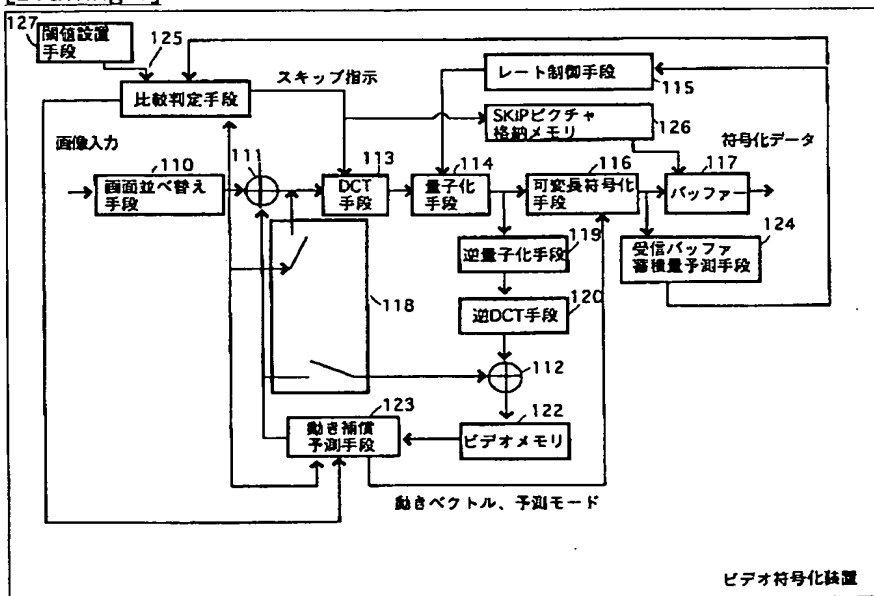 127
閾値設置
手段
125
比較判定手段
スキップ指示
レート制御手段
115
SKIPピクチャ
格納メモリ
126
画像入力
符号化データ
110
画面並べ替え
手段
111
113
DCT
手段
114
量子化
手段
116
可変長符号化
手段
117
バッファー
119
逆量子化手段
124
受信バッファ
蓄積量予測手段
118
120
逆DCT手段
112
123
動き補償
予測手段
122
ビデオメモリ
動きベクトル、予測モード
ビデオ符号化装置